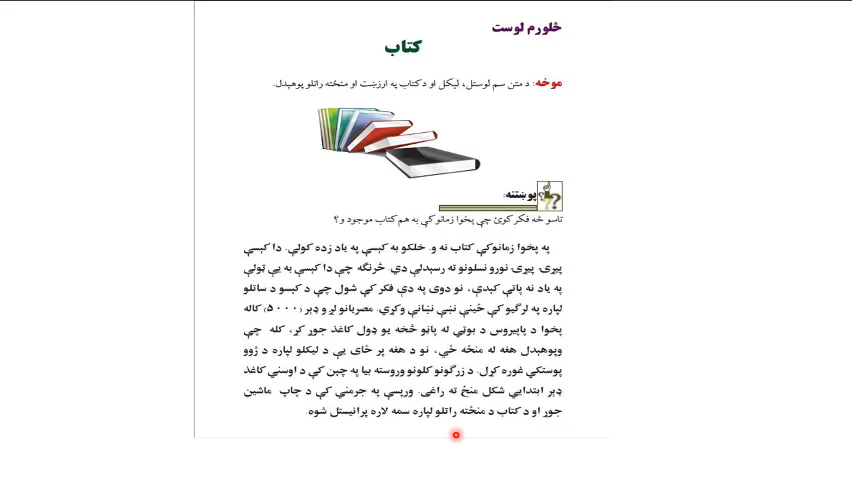 څلورم لوست
کتاب
موخه: د متن سم لوستل، لیکل او د کتاب په ارزښت او منځته راتلو پوهېدل.
پوښتنه:
تاسو څه فکر کوئ چې پخوا زمانو کې به هم کتاب موجود و؟
په پخوا زمانو کې کتاب نه و. خلکو به کیسې په یاد زده کولې. دا کیسې
پیړۍ، پیړۍ نورو نسلونو ته رسېدلې دي. څرنګه چې دا کیسې به یې ټولې
په یاد نه پاتې کېدې، نو دوی په دې فکر کې شول چې د کیسو د ساتلو
لپاره په لرګیو کې ځینې نښې نښانې وکړي. مصریانو لږ و ډېر (۵۰۰۰) کاله
پخوا د پاپیروس د بوټي له پاڼو څخه یو ډول کاغذ جوړ کړ، کله چې
وپوهېدل هغه له منځه ځي، نو د هغه پر ځای یې د لیکلو لپاره د ژوو
پوستکي غوره کړل. د زرګونو کلونو وروسته بیا په چین کې د اوسني کاغذ
ډېر ابتدایي شکل منځ ته راغی. ورپسې په جرمني کې د چاپ ماشین
جوړ او د کتاب د منځته راتلو لپاره سمه لاره پرانیستل شوه.